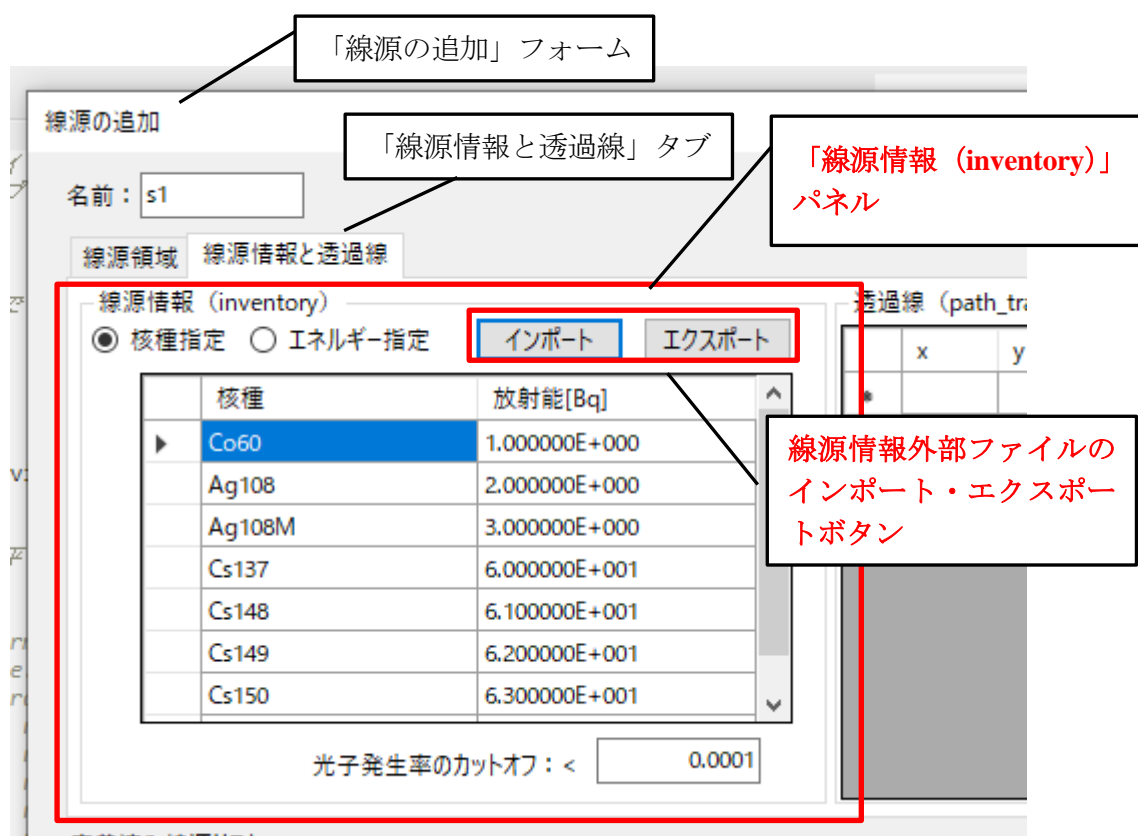 「線源の追加」フォーム
線源の追加
「線源情報と透過線」タブ
「線源情報（inventory）」
パネル
名前：s1
線源領域 線源情報と透過線
線源情報（inventory）
透過線（path_tra
核種指定 エネルギー指定 インポート エクスポート
x y
核種 放射能[Bq]
Co60 1.000000E+000
Ag108 2.000000E+000
Ag108M 3.000000E+000
Cs137 6.000000E+001
Cs148 6.100000E+001
Cs149 6.200000E+001
Cs150 6.300000E+001
線源情報外部ファイルの
インポート・エクスポー
トボタン
光子発生率のカットオフ：< 0.0001